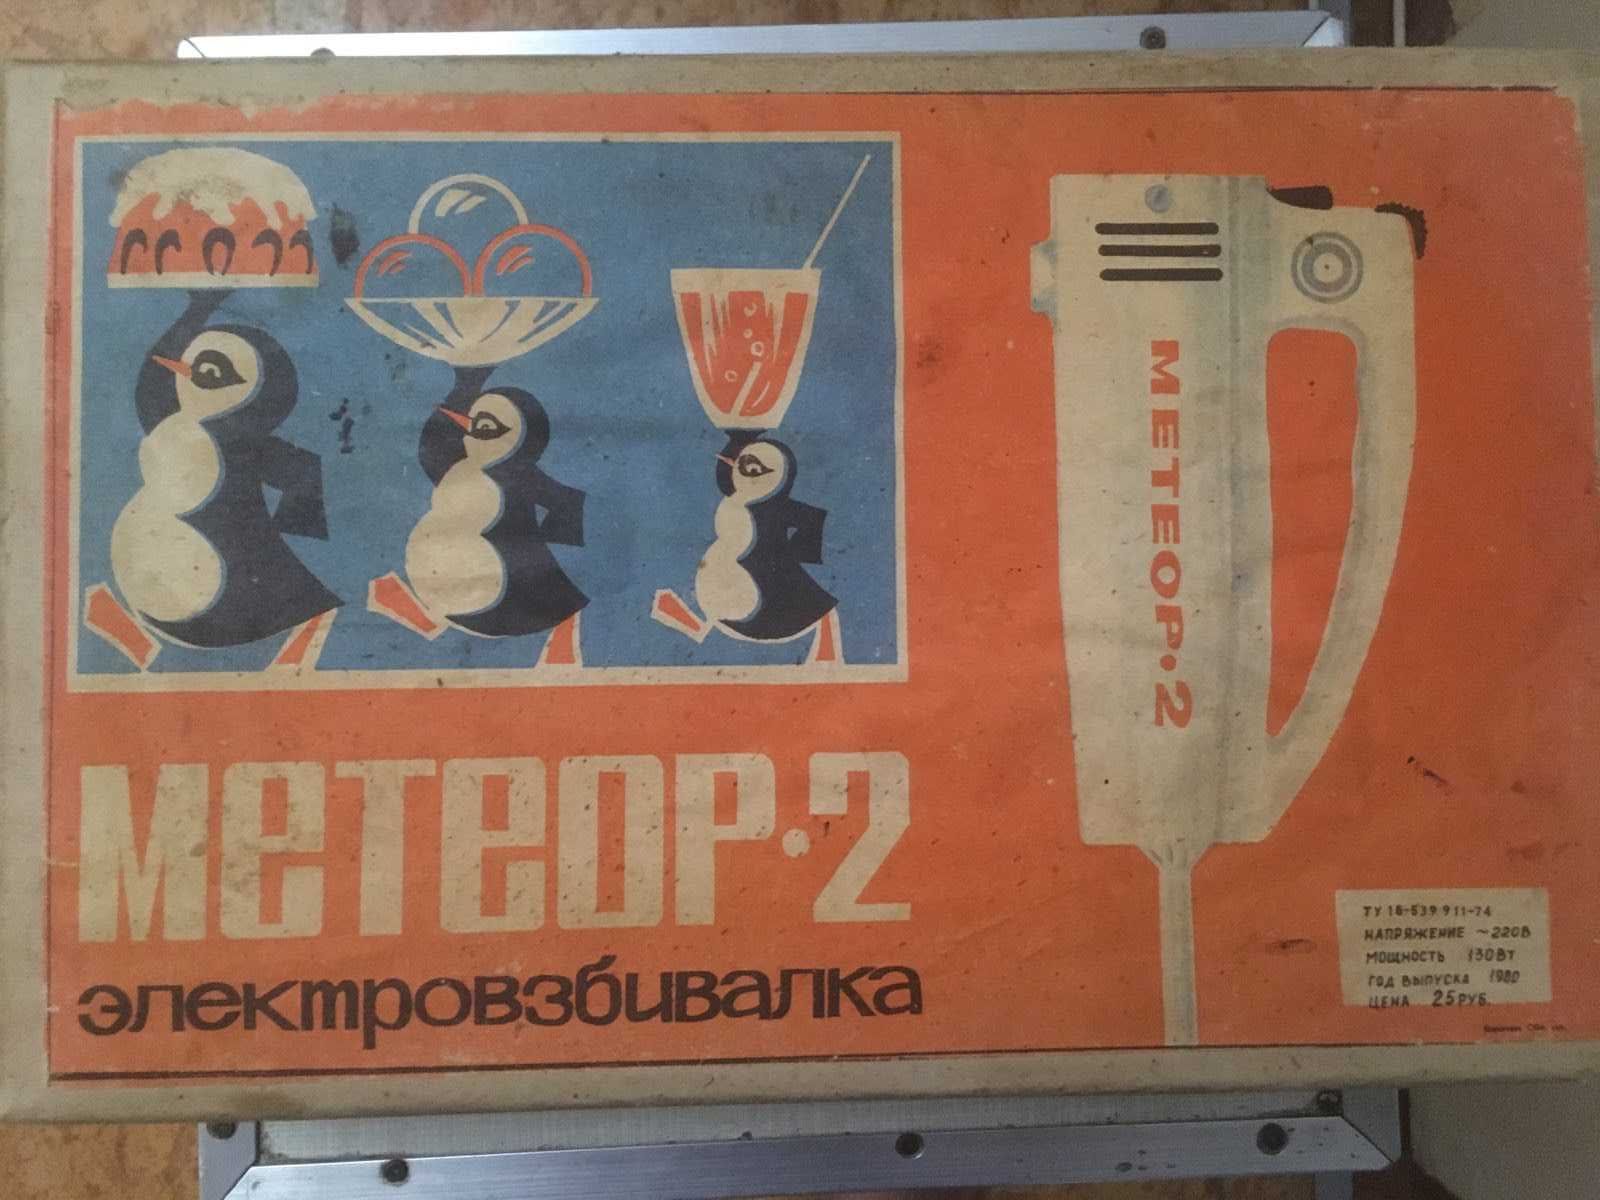 МЕТЕОР·2
электровзбивалка
МЕТЕОР·2
ТУ 16-539 911-74
НАПРЯЖЕНИЕ ~220В
МОЩНОСТЬ 130ВТ
ГОД ВЫПУСКА 1980
ЦЕНА 25РУБ.